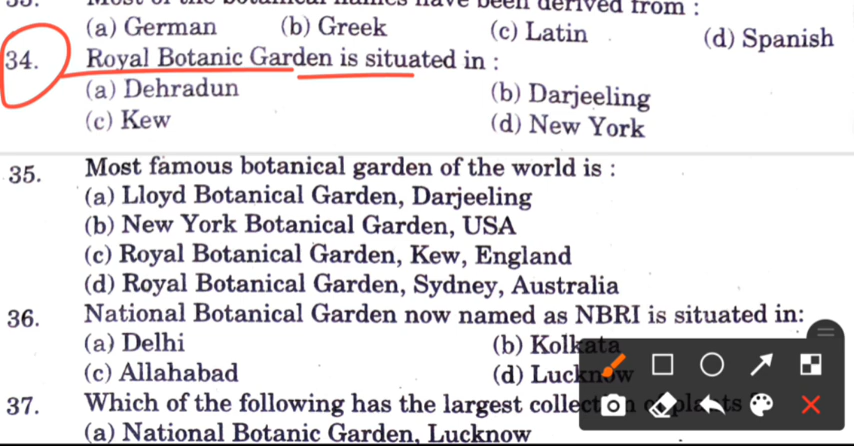 (a) German (b) Greek (c) Latin (d) Spanish
34. Royal Botanic Garden is situated in :
(a) Dehradun (b) Darjeeling
(c) Kew (d) New York
35. Most famous botanical garden of the world is :
(a) Lloyd Botanical Garden, Darjeeling
(b) New York Botanical Garden, USA
(c) Royal Botanical Garden, Kew, England
(d) Royal Botanical Garden, Sydney, Australia
36. National Botanical Garden now named as NBRI is situated in:
(a) Delhi (b) Kolkata
(c) Allahabad (d) Lucknow
37. Which of the following has the largest collection of plants
(a) National Botanic Garden, Lucknow